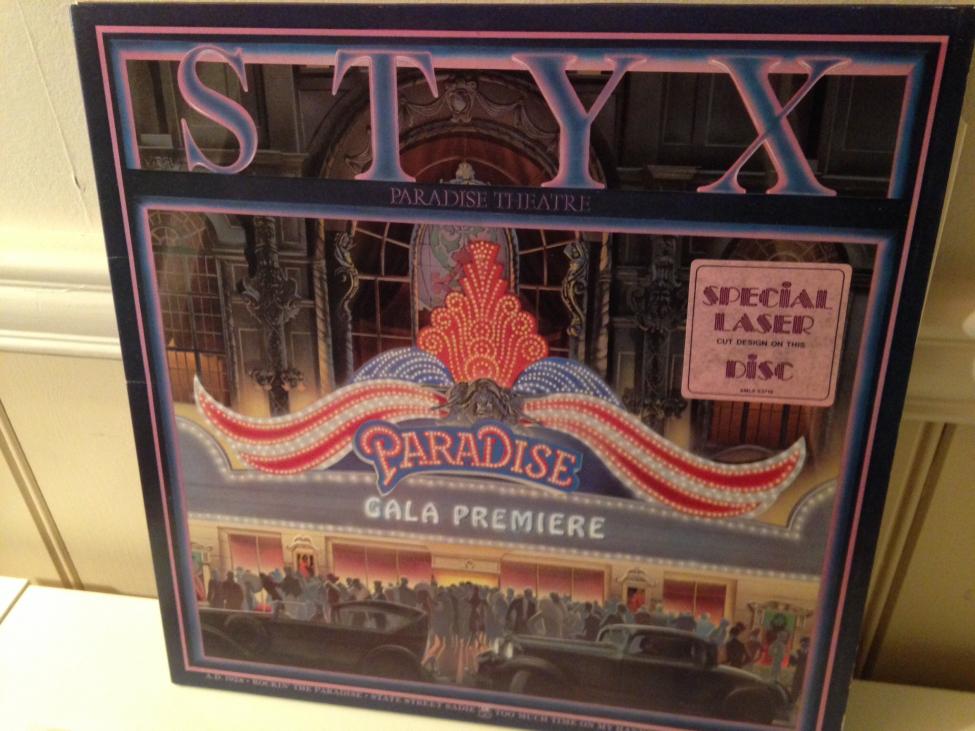 STYX
PARADISE THEATRE
SPECiAL
LASER
CUT DESIGN ON THIS
DiSC
PARADISE
GALA PREMIERE
A.D. 1928 • ROCKIN' THE PARADISE • STATE STREET SADIE TOO MUCH TIME ON MY